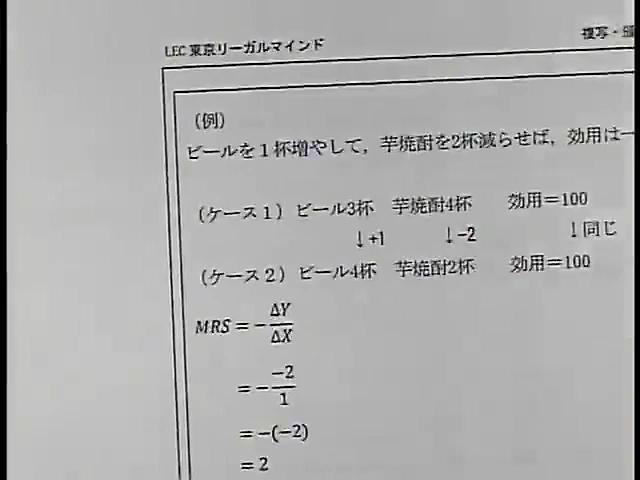 LEC東京リーガルマインド
複写・
（例）
ビールを１杯増やして，芋焼酎を2杯減らせば，効用は一
（ケース１）ビール3杯 芋焼酎4杯 効用＝100
↓+1 ↓−2 ↓同じ
（ケース２）ビール4杯 芋焼酎2杯 効用＝100
MRS = −ΔY/ΔX
= −−2/1
= −(−2)
= 2